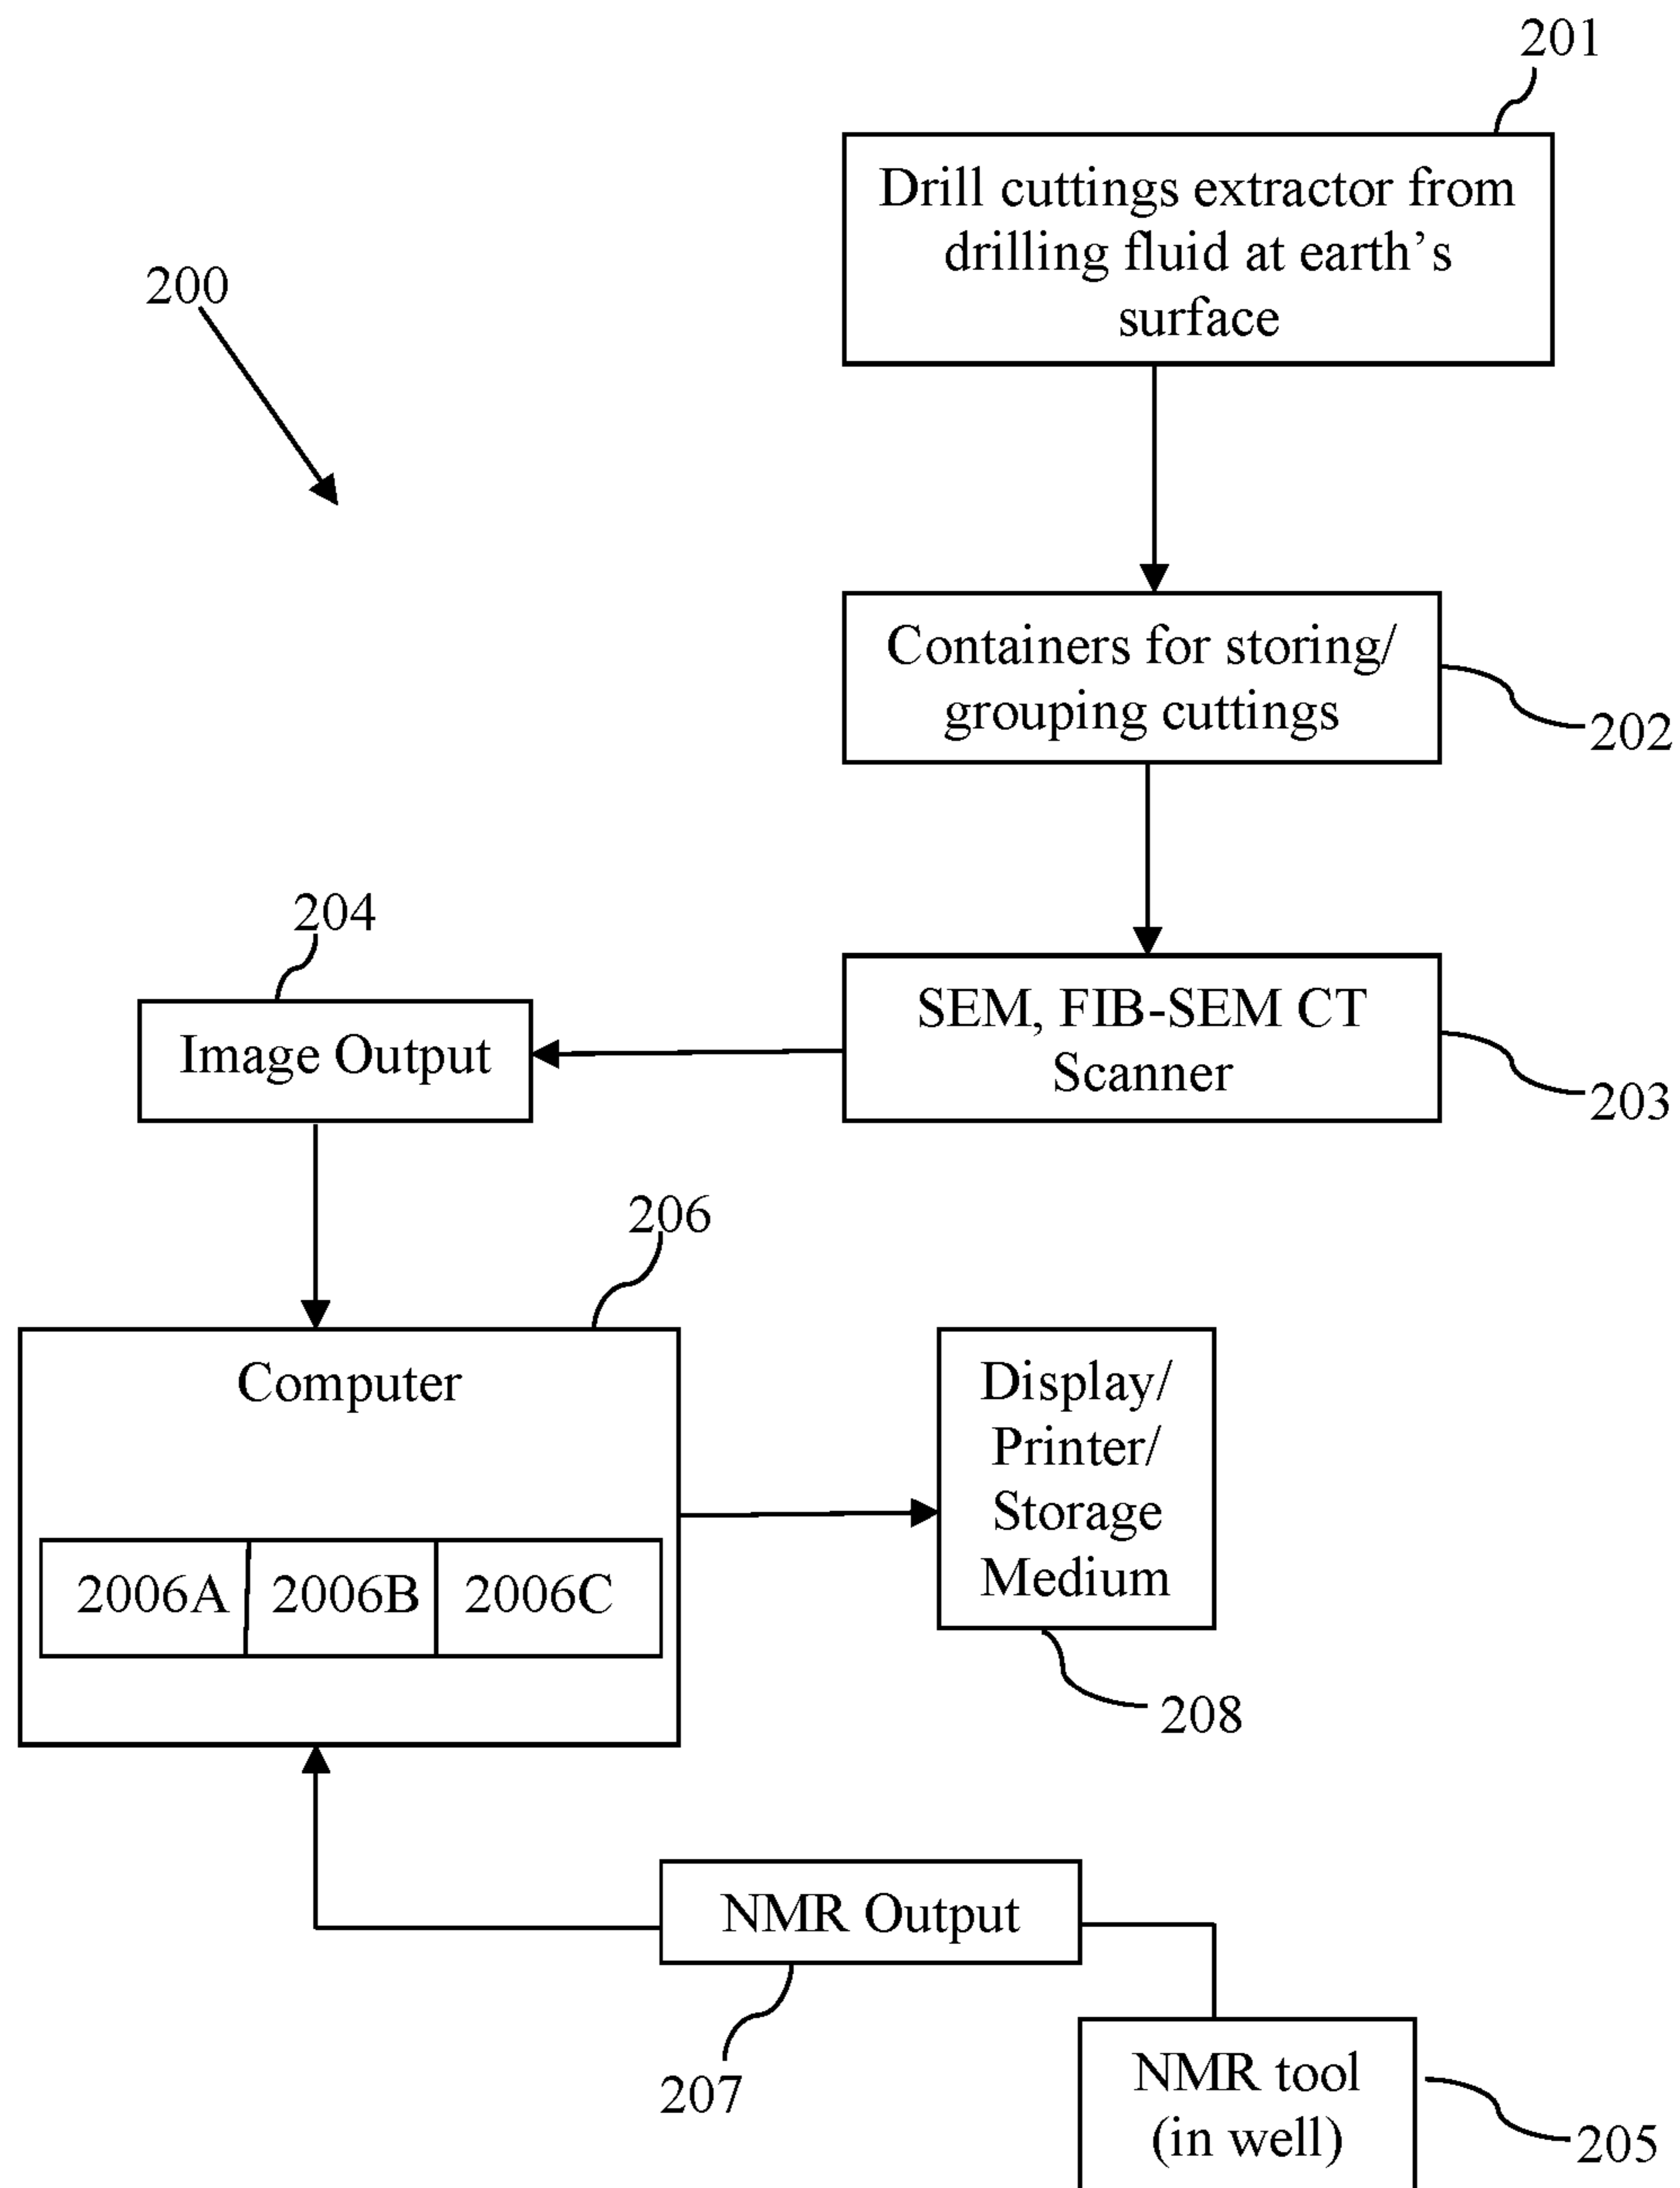 201
Drill cuttings extractor from
drilling fluid at earth’s
surface
200
Containers for storing/
grouping cuttings
202
204
SEM, FIB-SEM CT
Scanner
Image Output
203
206
Computer
Display/
Printer/
Storage
Medium
2006A 2006B 2006C
208
NMR Output
207
NMR tool
(in well)
205